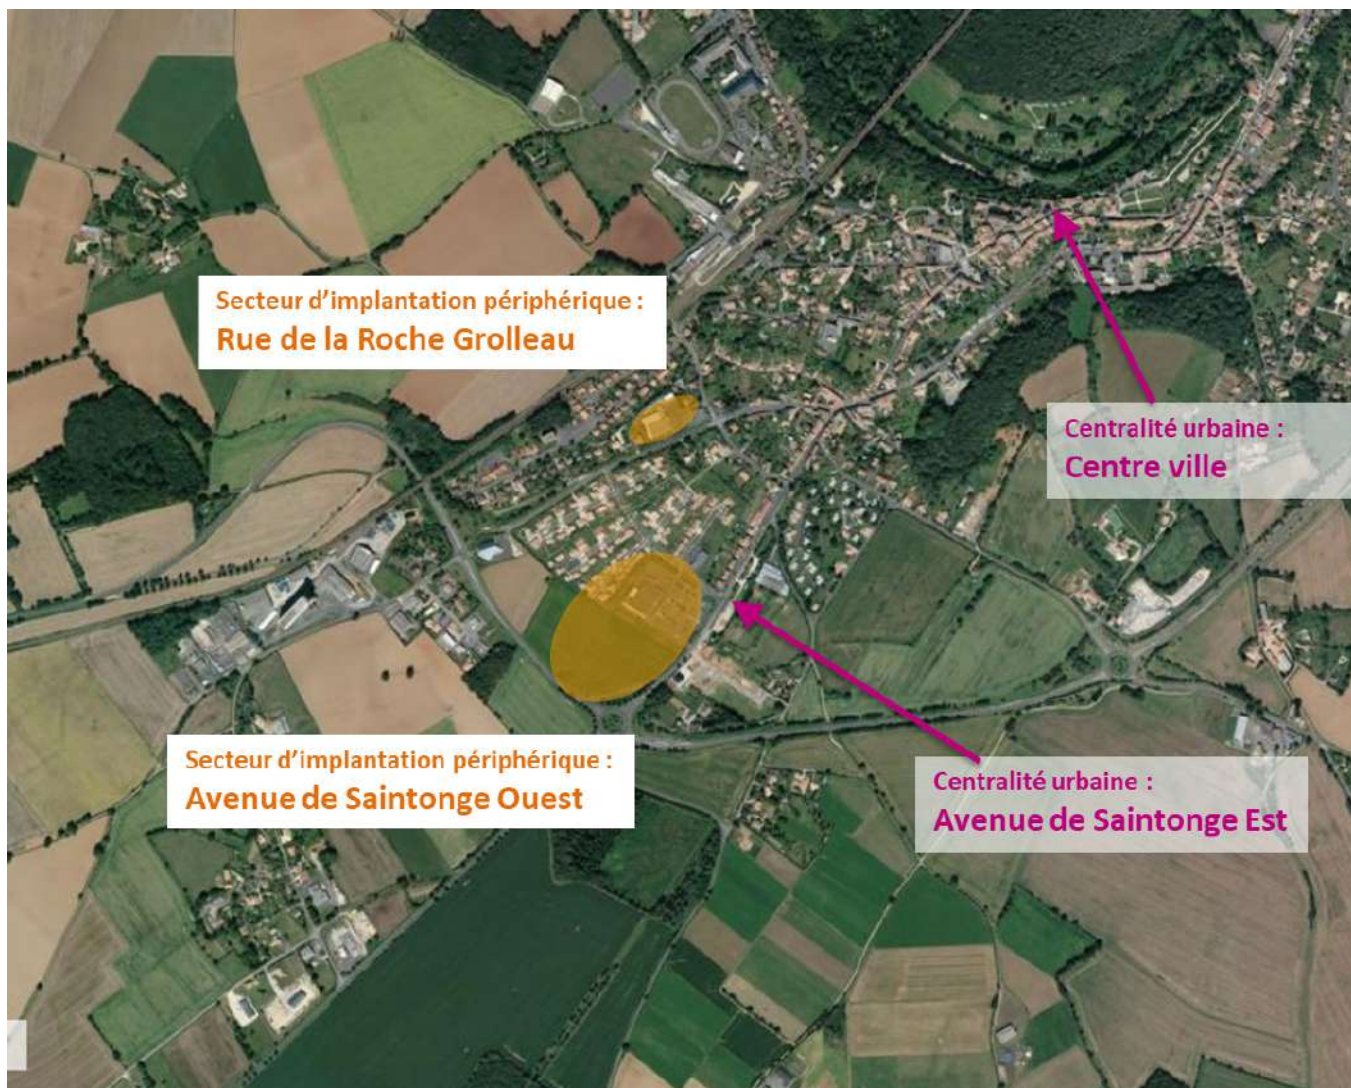 Secteur d'implantation périphérique :
Rue de la Roche Grolleau
Centralité urbaine :
Centre ville
Secteur d'implantation périphérique :
Avenue de Saintonge Ouest
Centralité urbaine :
Avenue de Saintonge Est